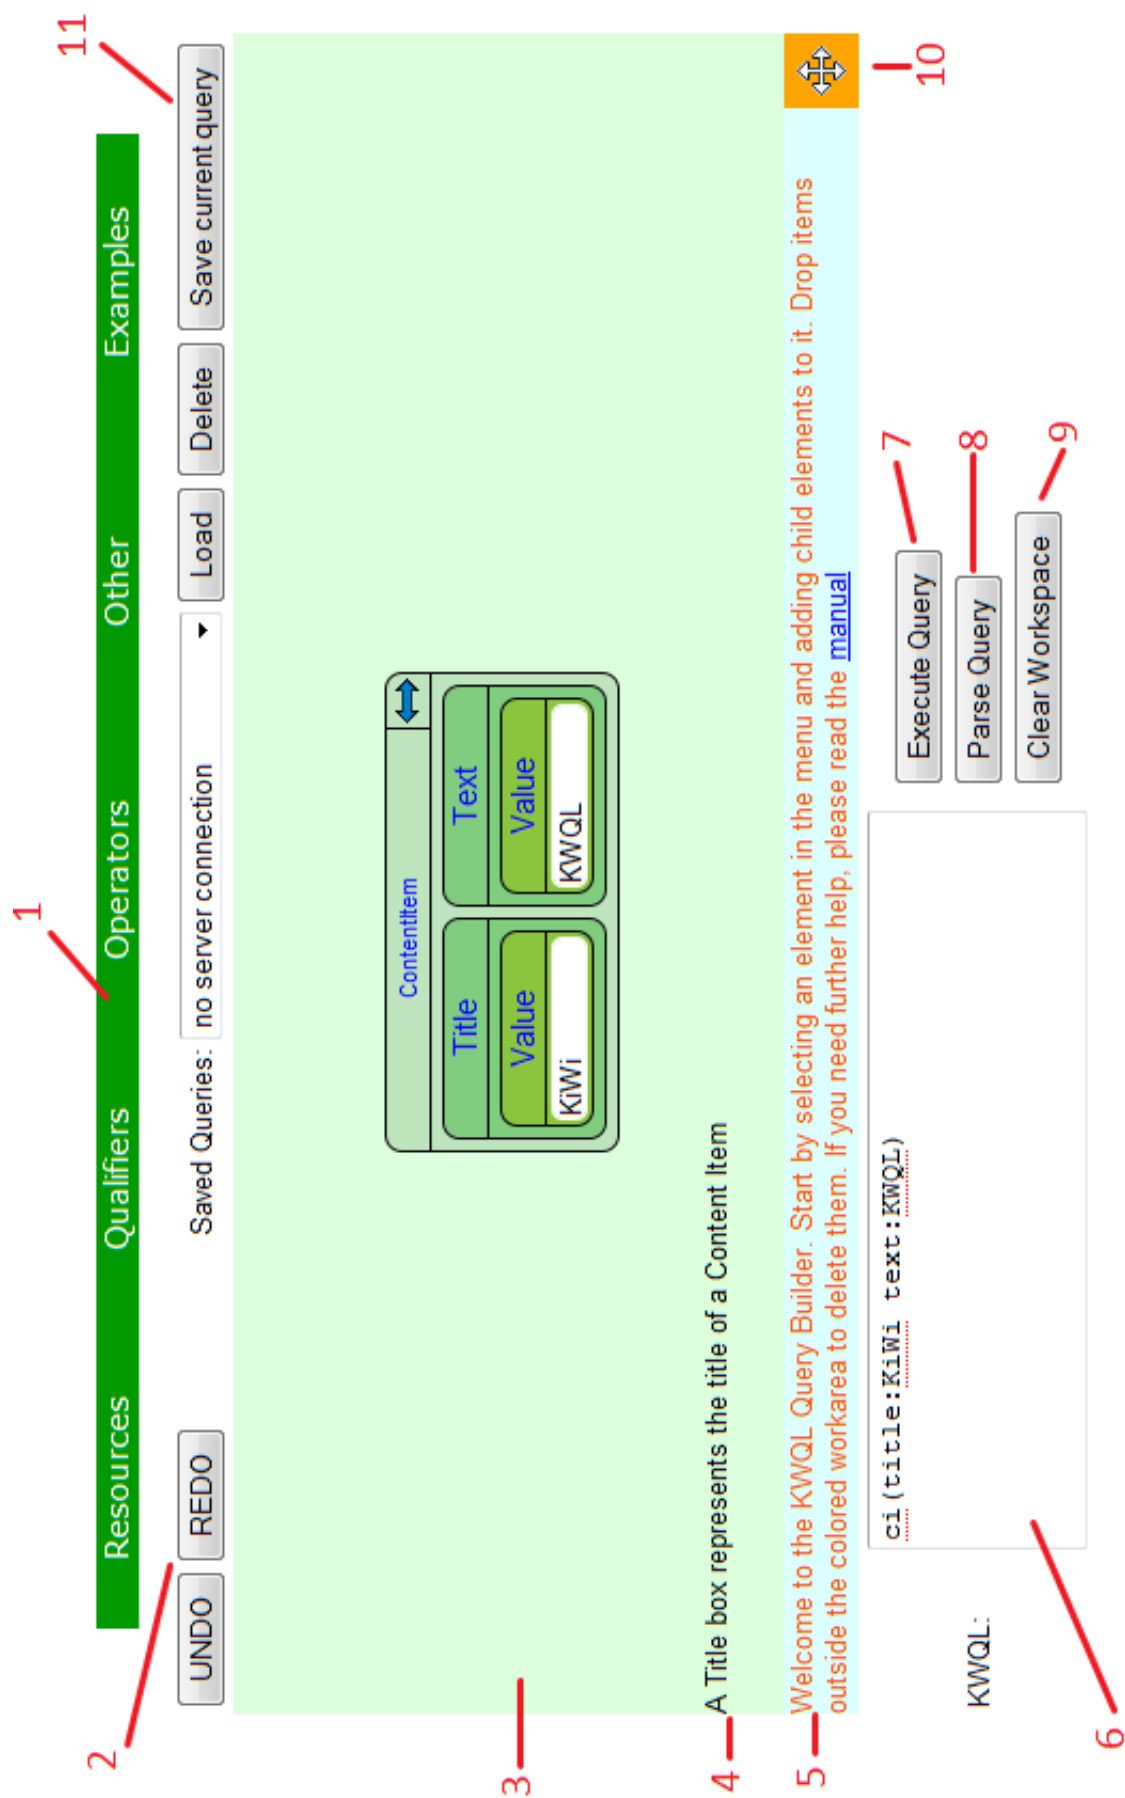 1
11
Resources Qualifiers Operators Other Examples
2
UNDO REDO Saved Queries: no server connection Load Delete Save current query
ContentItem
Title Text
Value Value
KiWi KWQL
3
4
A Title box represents the title of a Content Item
5
Welcome to the KWQL Query Builder. Start by selecting an element in the menu and adding child elements to it. Drop items
outside the colored workarea to delete them. If you need further help, please read the manual
10
KWQL:
ci(title:KiWi text:KWQL)
Execute Query
7
Parse Query
8
Clear Workspace
9
6